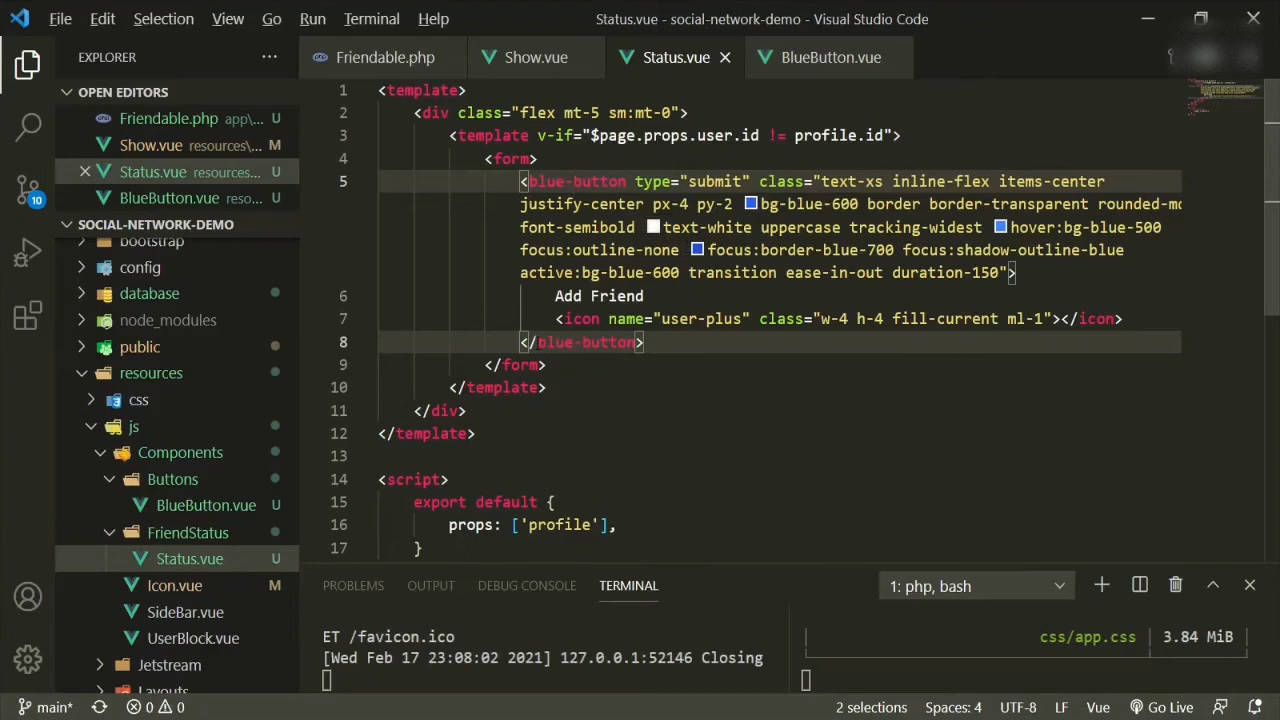 File Edit Selection View Go Run Terminal Help
Status.vue - social-network-demo - Visual Studio Code
EXPLORER
Friendable.php
Show.vue
Status.vue
BlueButton.vue
OPEN EDITORS
Friendable.php app\... U
Show.vue resources\... M
Status.vue resources... U
BlueButton.vue reso... U
SOCIAL-NETWORK-DEMO
bootstrap
config
database
node_modules
public
resources
css
js
Components
Buttons
BlueButton.vue U
FriendStatus
Status.vue U
Icon.vue M
SideBar.vue
UserBlock.vue
Jetstream
Layouts
10
1 <template>
2 <div class="flex mt-5 sm:mt-0">
3 <template v-if="$page.props.user.id != profile.id">
4 <form>
5 <blue-button type="submit" class="text-xs inline-flex items-center
justify-center px-4 py-2 bg-blue-600 border border-transparent rounded-md
font-semibold text-white uppercase tracking-widest hover:bg-blue-500
focus:outline-none focus:border-blue-700 focus:shadow-outline-blue
active:bg-blue-600 transition ease-in-out duration-150">
6 Add Friend
7 <icon name="user-plus" class="w-4 h-4 fill-current ml-1"></icon>
8 </blue-button>
9 </form>
10 </template>
11 </div>
12 </template>
13
14 <script>
15 export default {
16 props: ['profile'],
17 }
PROBLEMS OUTPUT DEBUG CONSOLE TERMINAL
1: php, bash
ET /favicon.ico
[Wed Feb 17 23:08:02 2021] 127.0.0.1:52146 Closing
css/app.css 3.84 MiB
main* 0 0 2 selections Spaces: 4 UTF-8 LF Vue Go Live